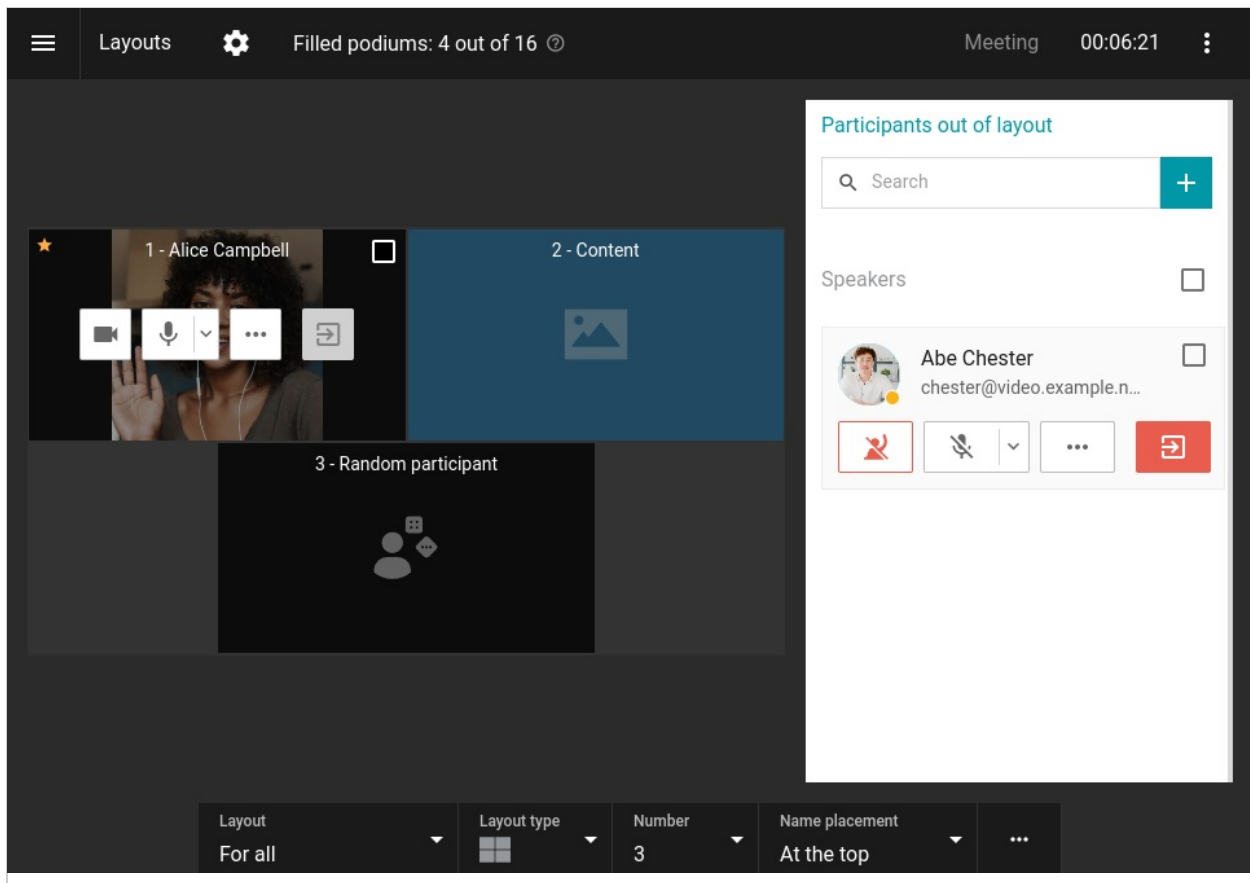 Layouts
Filled podiums: 4 out of 16
Meeting
00:06:21
Participants out of layout
Search
1 - Alice Campbell
2 - Content
Speakers
Abe Chester
chester@video.example.n...
3 - Random participant
Layout
For all
Layout type
Number
3
Name placement
At the top